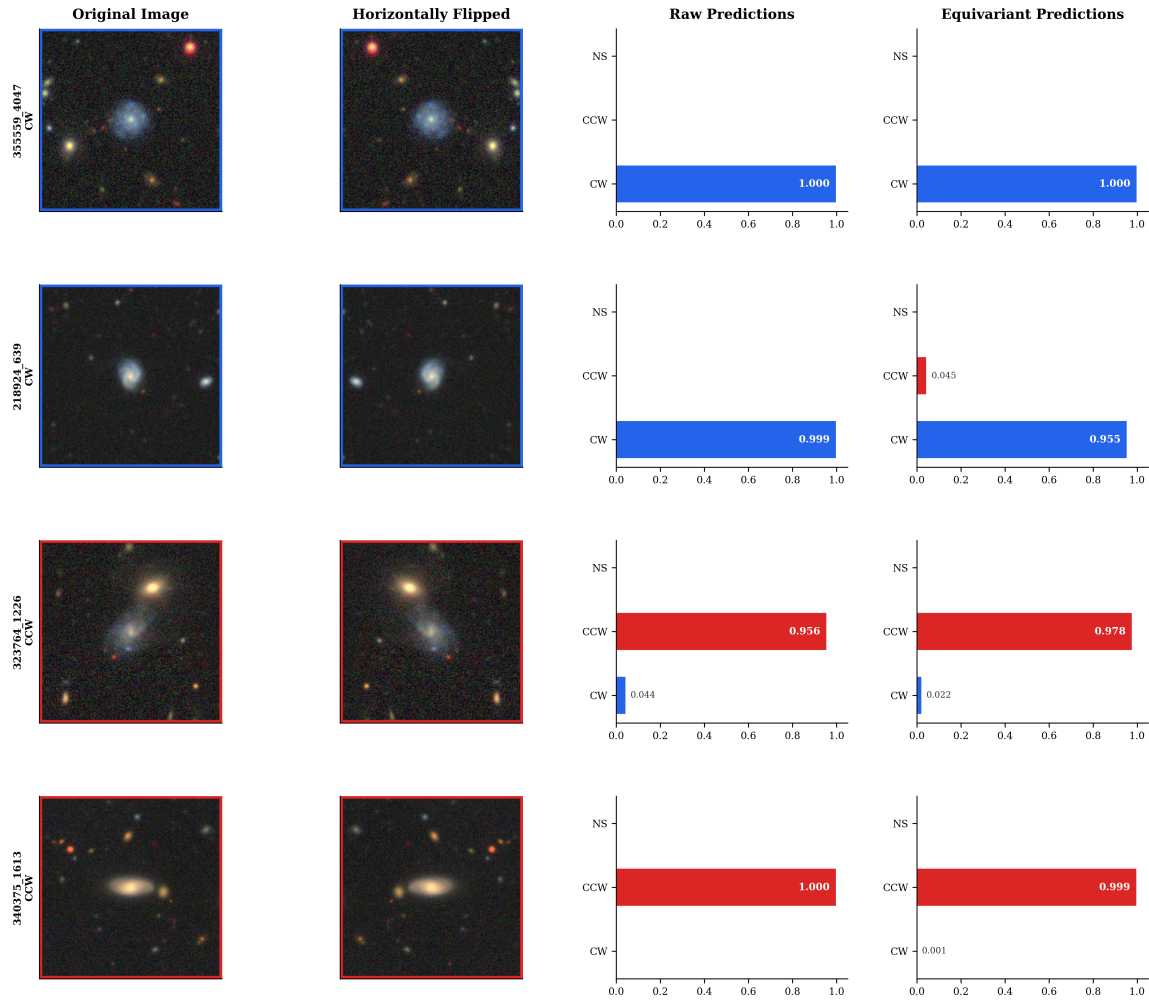 Original Image
Horizontally Flipped
Raw Predictions
Equivariant Predictions
355559_4047
CW
NS
CCW
CW
1.000
0.0 0.2 0.4 0.6 0.8 1.0
NS
CCW
CW
1.000
0.0 0.2 0.4 0.6 0.8 1.0
218924_639
CW
NS
CCW
CW
0.999
0.0 0.2 0.4 0.6 0.8 1.0
NS
CCW
0.045
CW
0.955
0.0 0.2 0.4 0.6 0.8 1.0
323764_1226
CCW
NS
CCW
0.956
CW
0.044
0.0 0.2 0.4 0.6 0.8 1.0
NS
CCW
0.978
CW
0.022
0.0 0.2 0.4 0.6 0.8 1.0
340375_1613
CCW
NS
CCW
1.000
CW
0.0 0.2 0.4 0.6 0.8 1.0
NS
CCW
0.999
CW
0.001
0.0 0.2 0.4 0.6 0.8 1.0